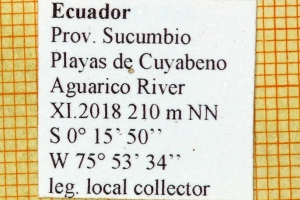 Ecuador
Prov. Sucumbio
Playas de Cuyabeno
Aguarico River
XI.2018 210 m NN
S 0° 15' 50''
W 75° 53' 34''
leg. local collector